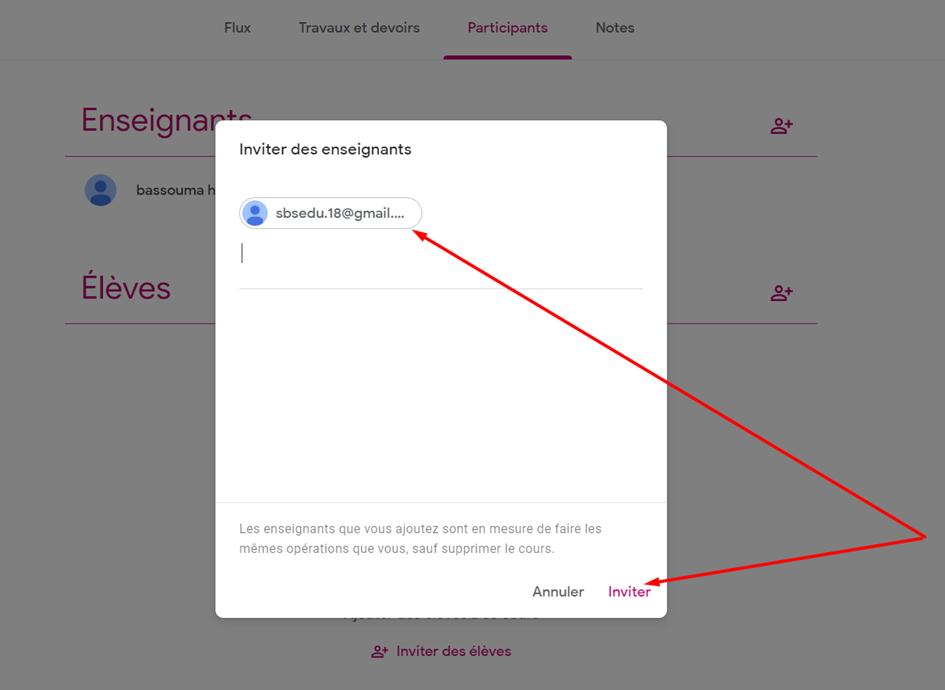 Flux Travaux et devoirs Participants Notes
Enseignants
Inviter des enseignants
bassouma h
sbsedu.18@gmail....
Élèves
Les enseignants que vous ajoutez sont en mesure de faire les
mêmes opérations que vous, sauf supprimer le cours.
Annuler Inviter
Inviter des élèves